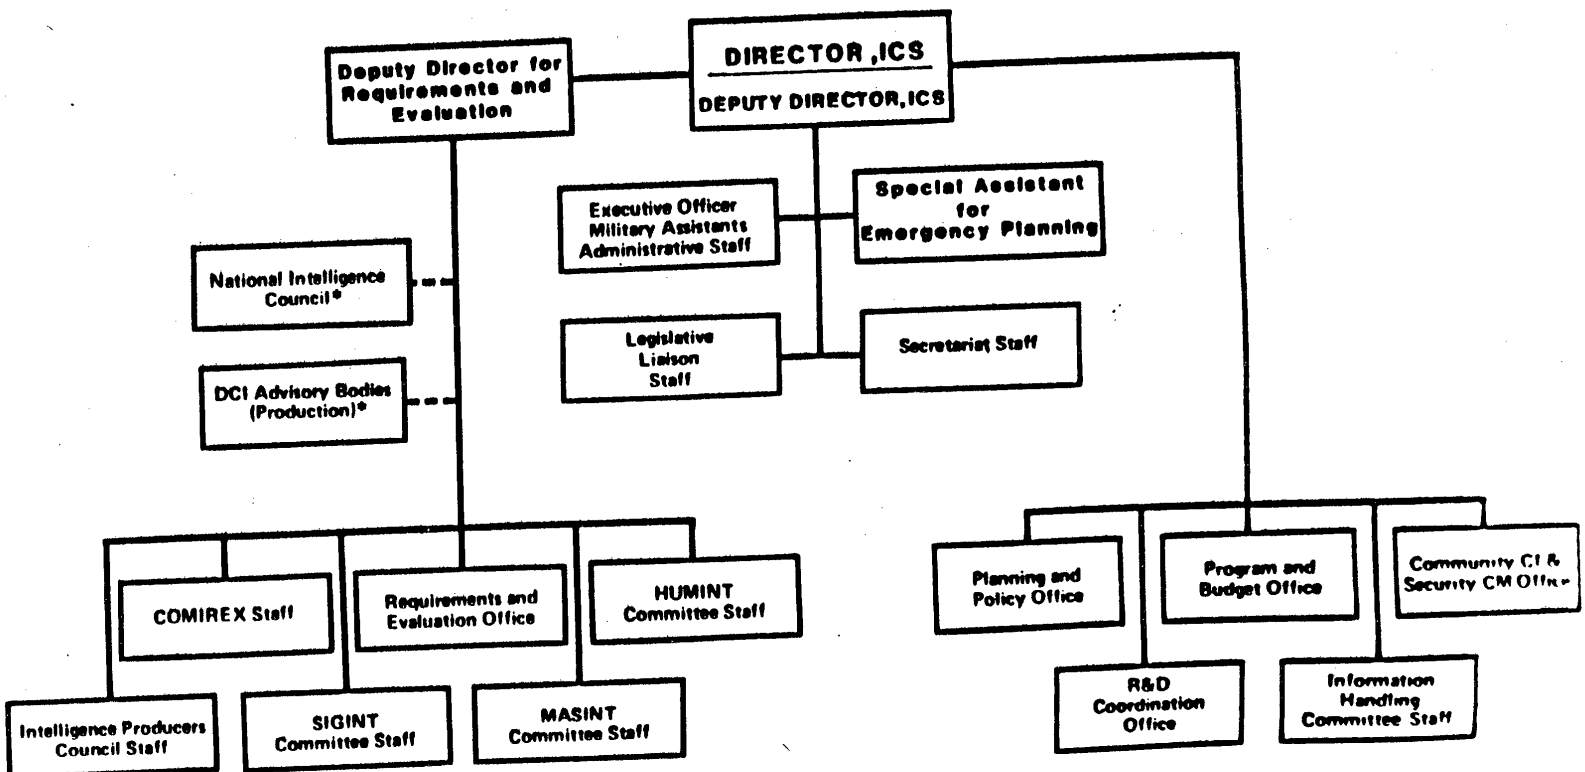 DIRECTOR, ICS
DEPUTY DIRECTOR, ICS
Deputy Director for
Requirements and
Evaluation
Executive Officer
Military Assistants
Administrative Staff
Special Assistant
for
Emergency Planning
National Intelligence
Council*
Legislative
Liaison
Staff
Secretariat Staff
DCI Advisory Bodies
(Production)*
COMIREX Staff
Requirements and
Evaluation Office
HUMINT
Committee Staff
Intelligence Producers
Council Staff
SIGINT
Committee Staff
MASINT
Committee Staff
Planning and
Policy Office
Program and
Budget Office
Community CI &
Security CM Office
R&D
Coordination
Office
Information
Handling
Committee Staff